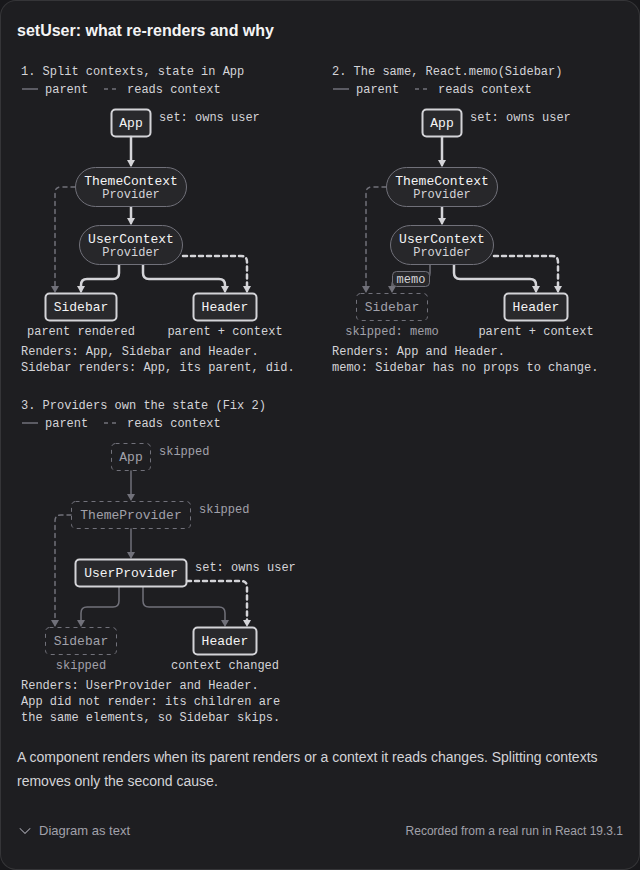 setUser: what re-renders and why
1. Split contexts, state in App
parent reads context
App set: owns user
ThemeContext
Provider
UserContext
Provider
Sidebar Header
parent rendered parent + context
Renders: App, Sidebar and Header.
Sidebar renders: App, its parent, did.
2. The same, React.memo(Sidebar)
parent reads context
App set: owns user
ThemeContext
Provider
UserContext
Provider
memo
Sidebar Header
skipped: memo parent + context
Renders: App and Header.
memo: Sidebar has no props to change.
3. Providers own the state (Fix 2)
parent reads context
App skipped
ThemeProvider skipped
UserProvider set: owns user
Sidebar Header
skipped context changed
Renders: UserProvider and Header.
App did not render: its children are
the same elements, so Sidebar skips.
A component renders when its parent renders or a context it reads changes. Splitting contexts
removes only the second cause.
Diagram as text Recorded from a real run in React 19.3.1